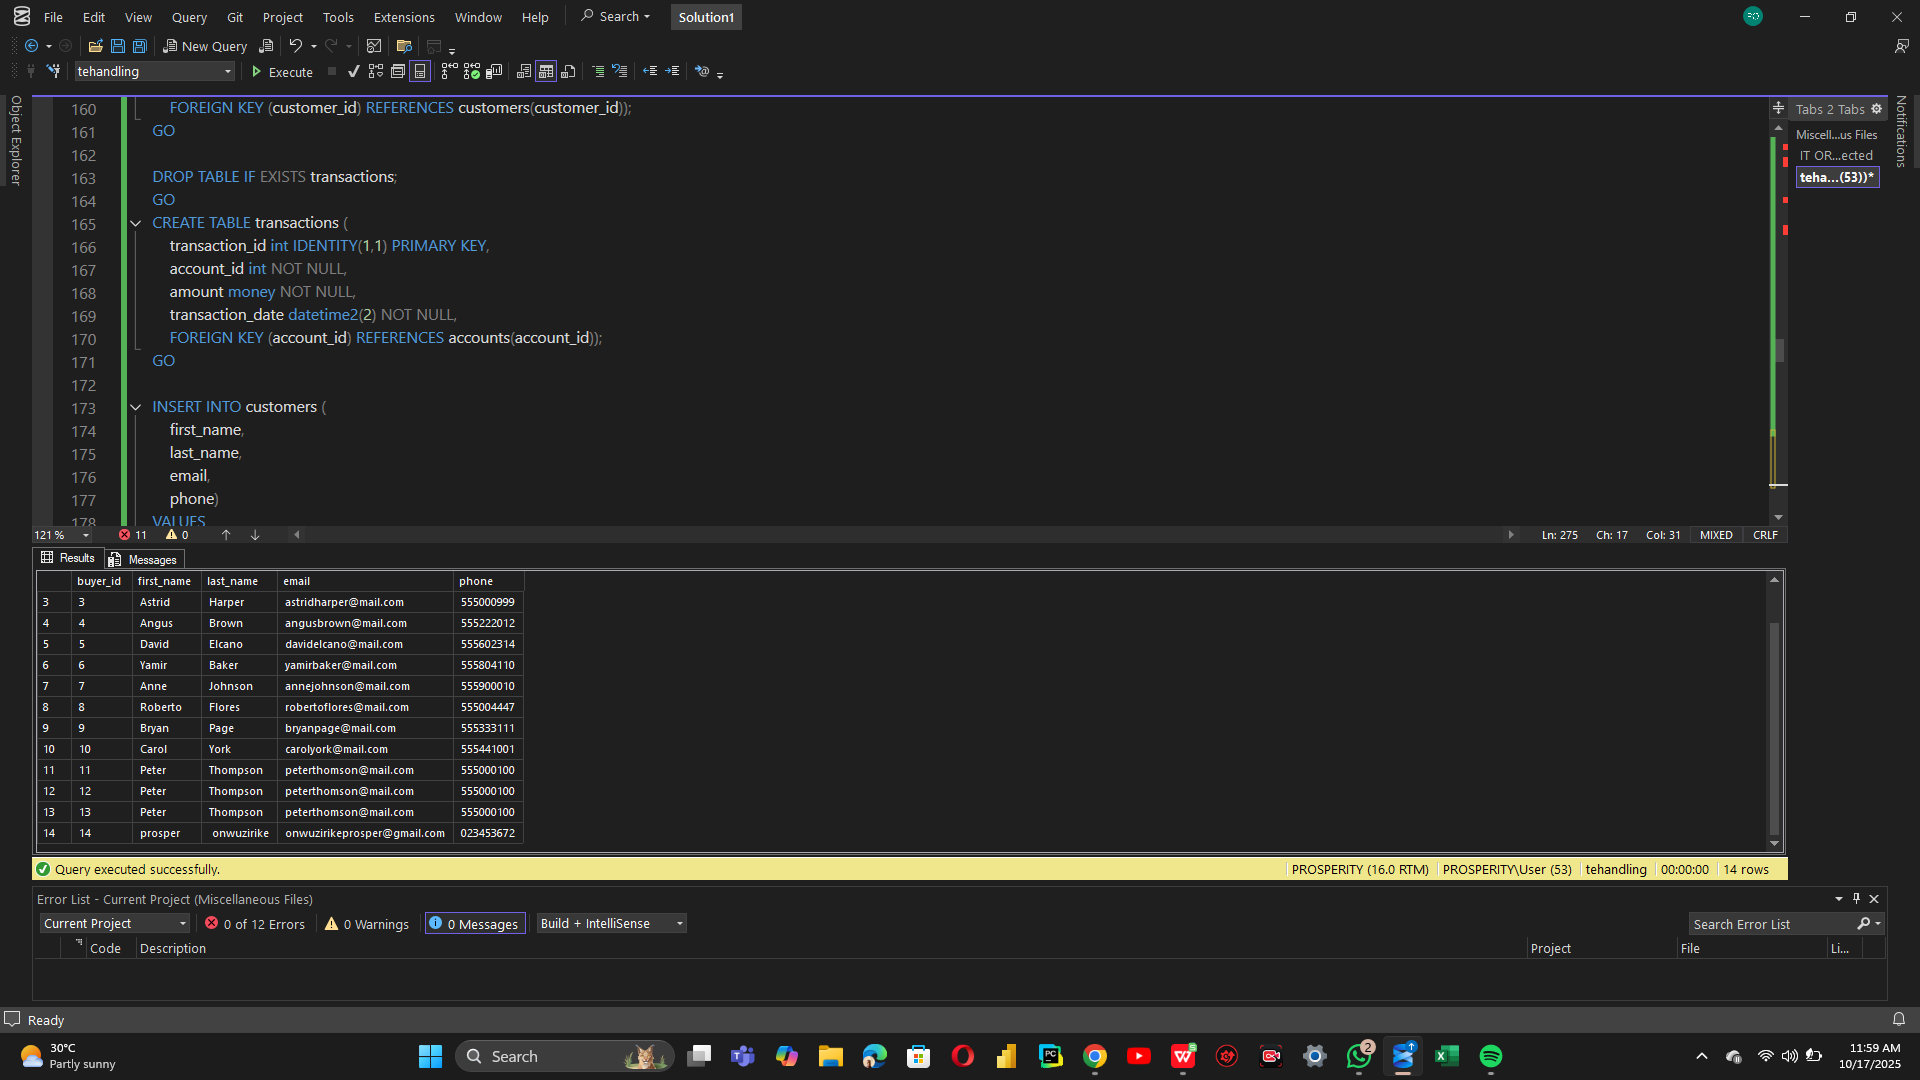 File Edit View Query Git Project Tools Extensions Window Help Search Solution1
New Query
tehandling Execute
Object Explorer
160 FOREIGN KEY (customer_id) REFERENCES customers(customer_id));
161 GO
162
163 DROP TABLE IF EXISTS transactions;
164 GO
165 CREATE TABLE transactions (
166 transaction_id int IDENTITY(1,1) PRIMARY KEY,
167 account_id int NOT NULL,
168 amount money NOT NULL,
169 transaction_date datetime2(2) NOT NULL,
170 FOREIGN KEY (account_id) REFERENCES accounts(account_id));
171 GO
172
173 INSERT INTO customers (
174 first_name,
175 last_name,
176 email,
177 phone)
178 VALUES
Tabs 2 Tabs
Miscell...us Files
IT OR...ected
teha...(53))*
Notifications
121 % 11 0 Ln: 275 Ch: 17 Col: 31 MIXED CRLF
Results Messages
buyer_id first_name last_name email phone
3 3 Astrid Harper astridharper@mail.com 555000999
4 4 Angus Brown angusbrown@mail.com 555222012
5 5 David Elcano davidelcano@mail.com 555602314
6 6 Yamir Baker yamirbaker@mail.com 555804110
7 7 Anne Johnson annejohnson@mail.com 555900010
8 8 Roberto Flores robertoflores@mail.com 555004447
9 9 Bryan Page bryanpage@mail.com 555333111
10 10 Carol York carolyork@mail.com 555441001
11 11 Peter Thompson peterthomson@mail.com 555000100
12 12 Peter Thompson peterthomson@mail.com 555000100
13 13 Peter Thompson peterthomson@mail.com 555000100
14 14 prosper onwuzirike onwuzirikeprosper@gmail.com 023453672
Query executed successfully. PROSPERITY (16.0 RTM) PROSPERITY\User (53) tehandling 00:00:00 14 rows
Error List - Current Project (Miscellaneous Files)
Current Project 0 of 12 Errors 0 Warnings 0 Messages Build + IntelliSense Search Error List
Code Description Project File Li...
Ready
30°C
Partly sunny
Search
2
11:59 AM
10/17/2025